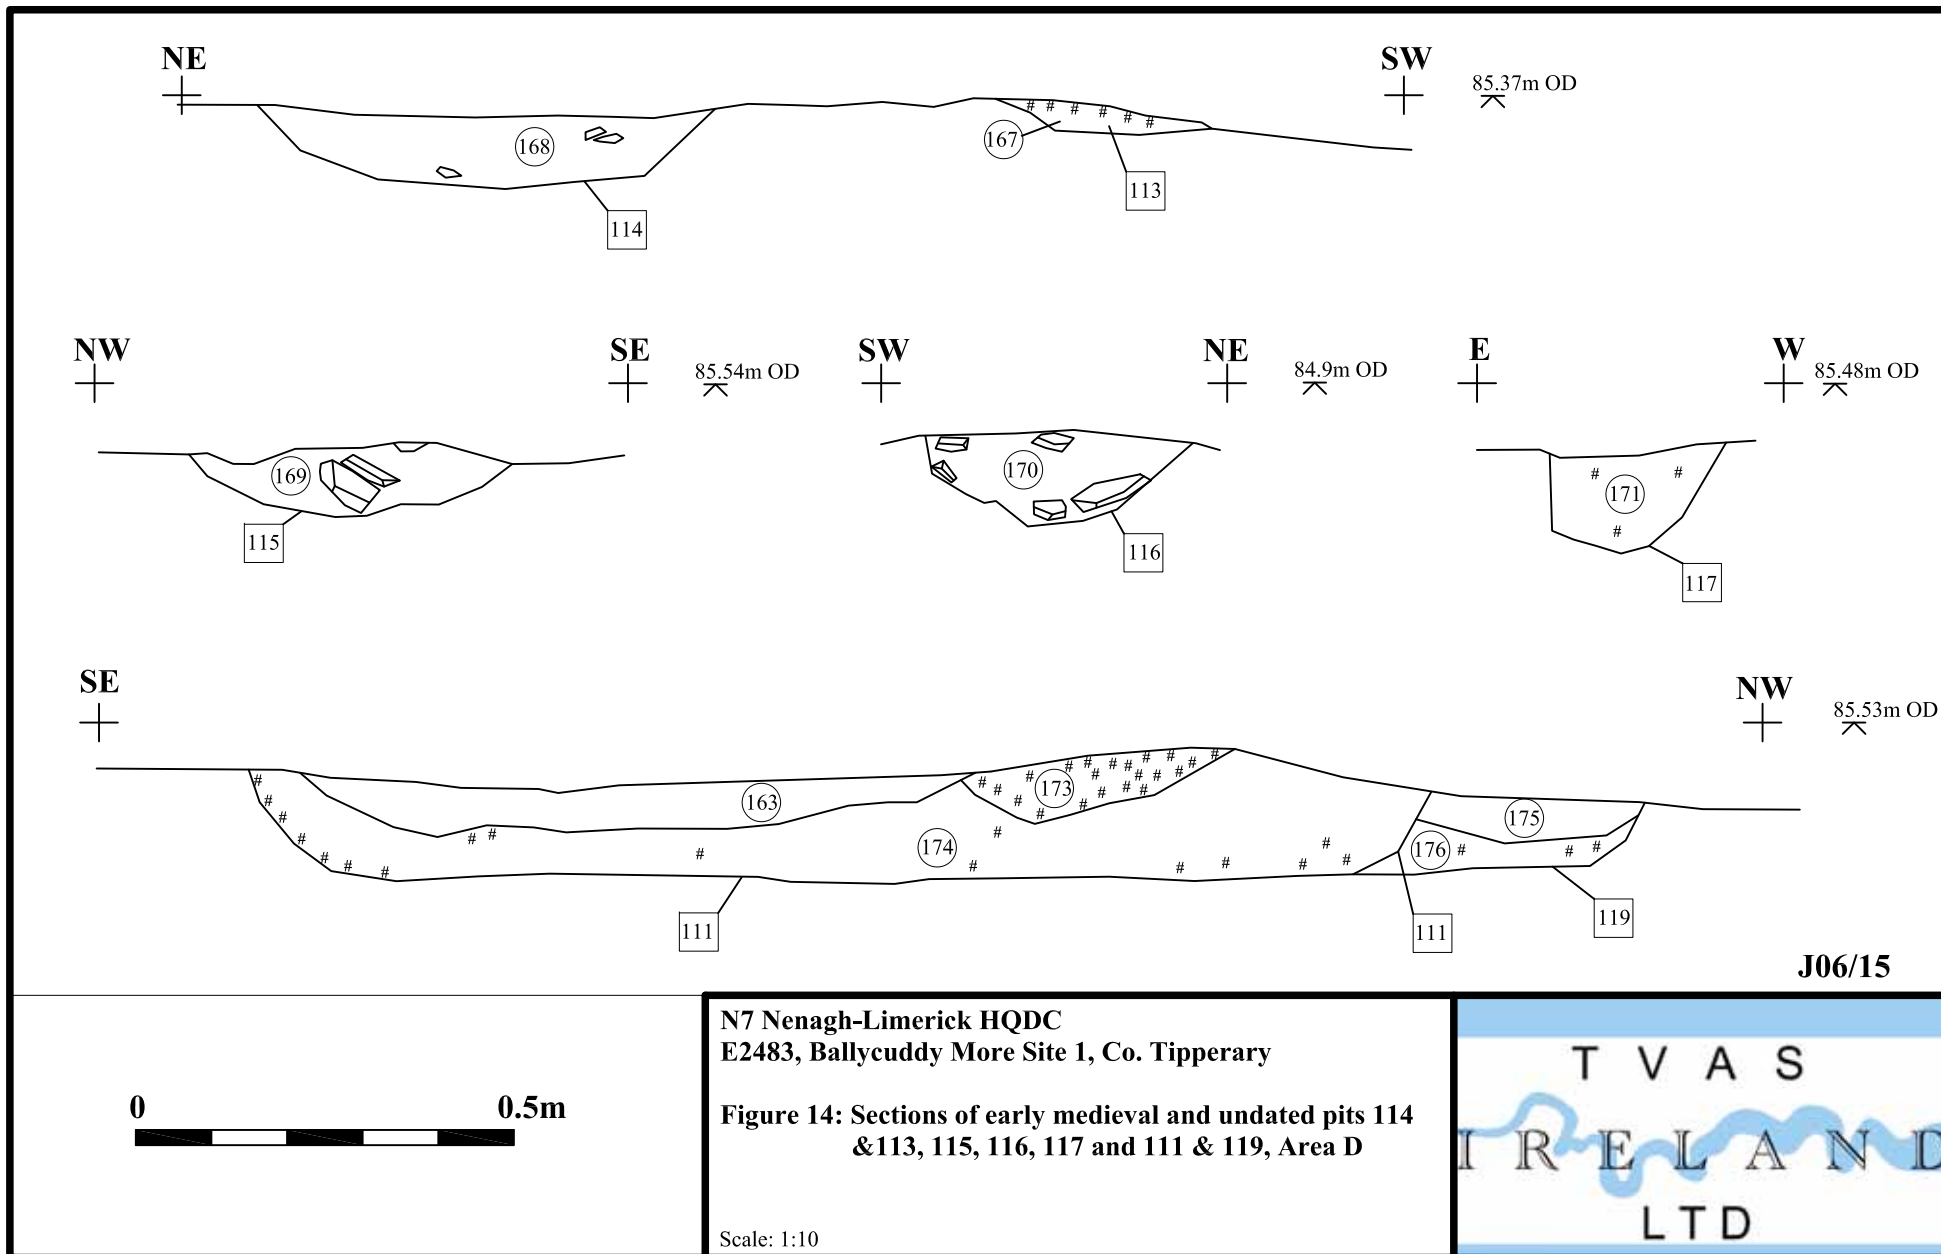 NE
SW
85.37m OD
168
167
113
114
NW
SE
85.54m OD
SW
NE
84.9m OD
E
W
85.48m OD
169
170
171
115
116
117
SE
NW
85.53m OD
163
173
175
174
176
111
111
119
J06/15
0
0.5m
N7 Nenagh-Limerick HQDC
E2483, Ballycuddy More Site 1, Co. Tipperary
Figure 14: Sections of early medieval and undated pits 114
&113, 115, 116, 117 and 111 & 119, Area D
Scale: 1:10
TVAS
IRELAND
LTD